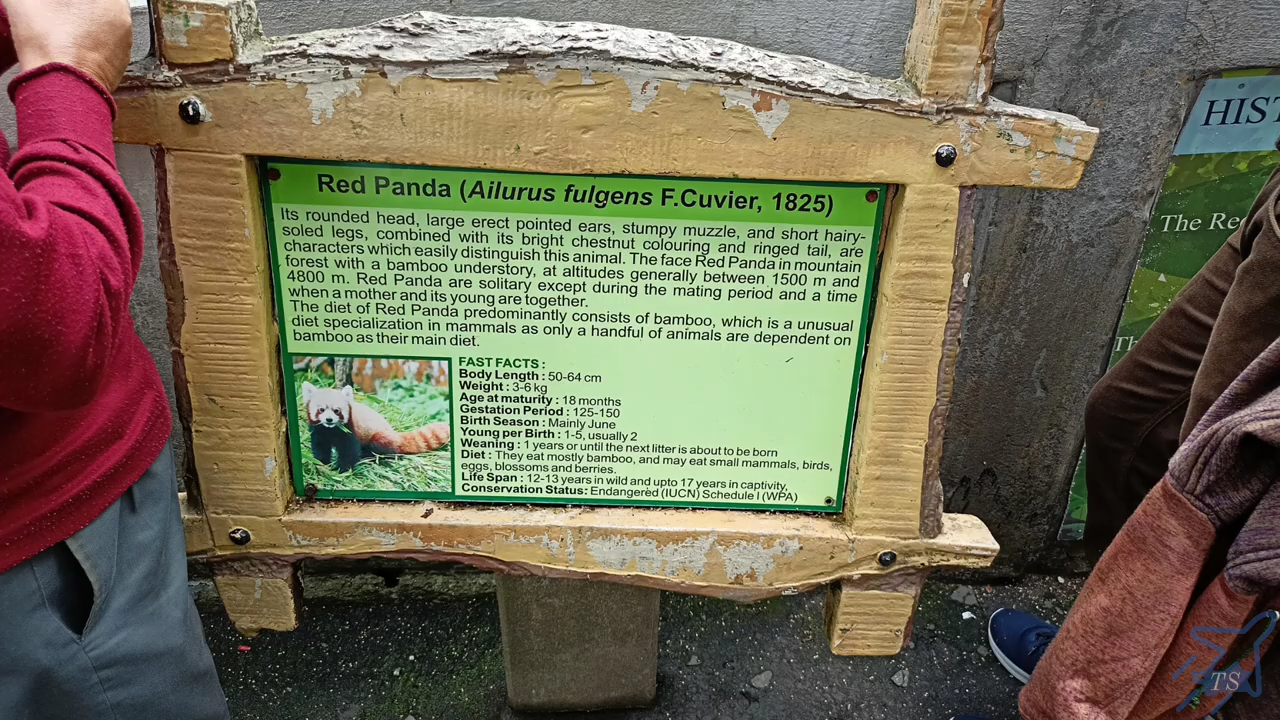 Red Panda (Ailurus fulgens F.Cuvier, 1825)
Its rounded head, large erect pointed ears, stumpy muzzle, and short hairy-
soled legs, combined with its bright chestnut colouring and ringed tail, are
characters which easily distinguish this animal. The face Red Panda in mountain
forest with a bamboo understory, at altitudes generally between 1500 m and
4800 m. Red Panda are solitary except during the mating period and a time
when a mother and its young are together.
The diet of Red Panda predominantly consists of bamboo, which is a unusual
diet specialization in mammals as only a handful of animals are dependent on
bamboo as their main diet.
FAST FACTS :
Body Length : 50-64 cm
Weight : 3-6 kg
Age at maturity : 18 months
Gestation Period : 125-150
Birth Season : Mainly June
Young per Birth : 1-5, usually 2
Weaning : 1 years or until the next litter is about to be born
Diet : They eat mostly bamboo, and may eat small mammals, birds,
eggs, blossoms and berries.
Life Span : 12-13 years in wild and upto 17 years in captivity,
Conservation Status: Endangered (IUCN) Schedule I (WPA)
HIST
The Re
Th
TS